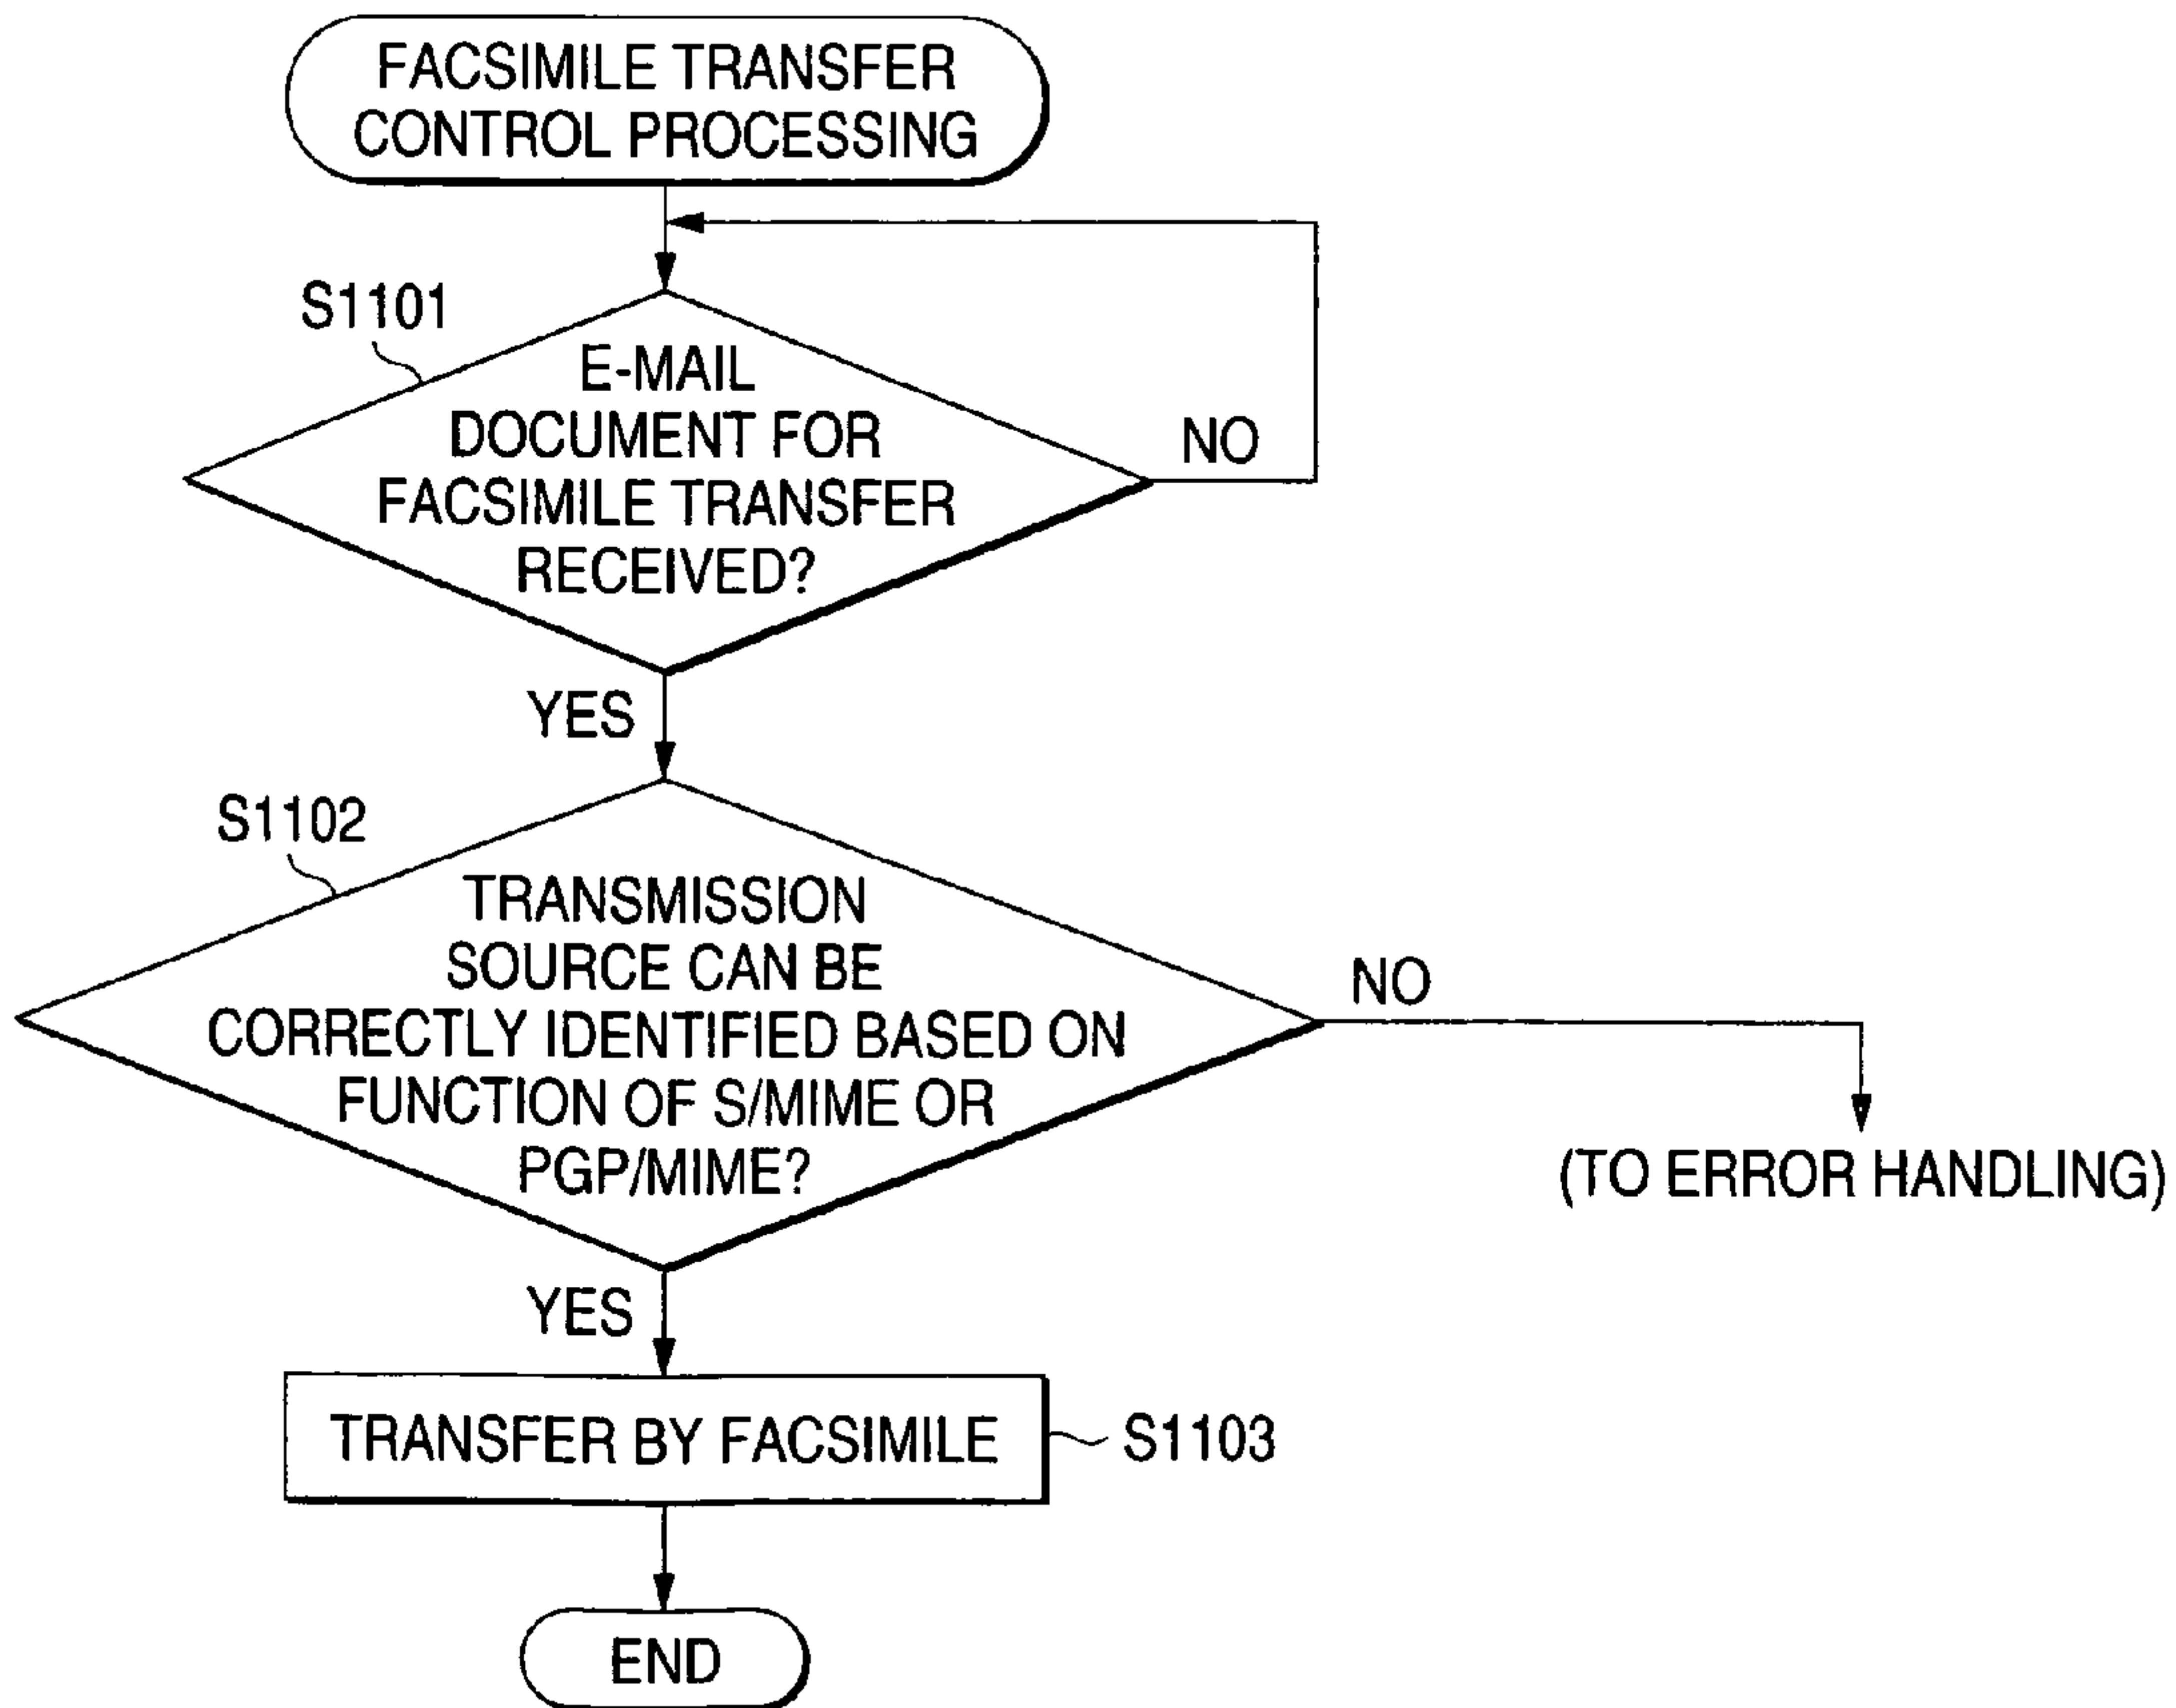 FACSIMILE TRANSFER
CONTROL PROCESSING
S1101
E-MAIL
DOCUMENT FOR
FACSIMILE TRANSFER
RECEIVED?
NO
YES
S1102
TRANSMISSION
SOURCE CAN BE
CORRECTLY IDENTIFIED BASED ON
FUNCTION OF S/MIME OR
PGP/MIME?
NO
(TO ERROR HANDLING)
YES
TRANSFER BY FACSIMILE
S1103
END